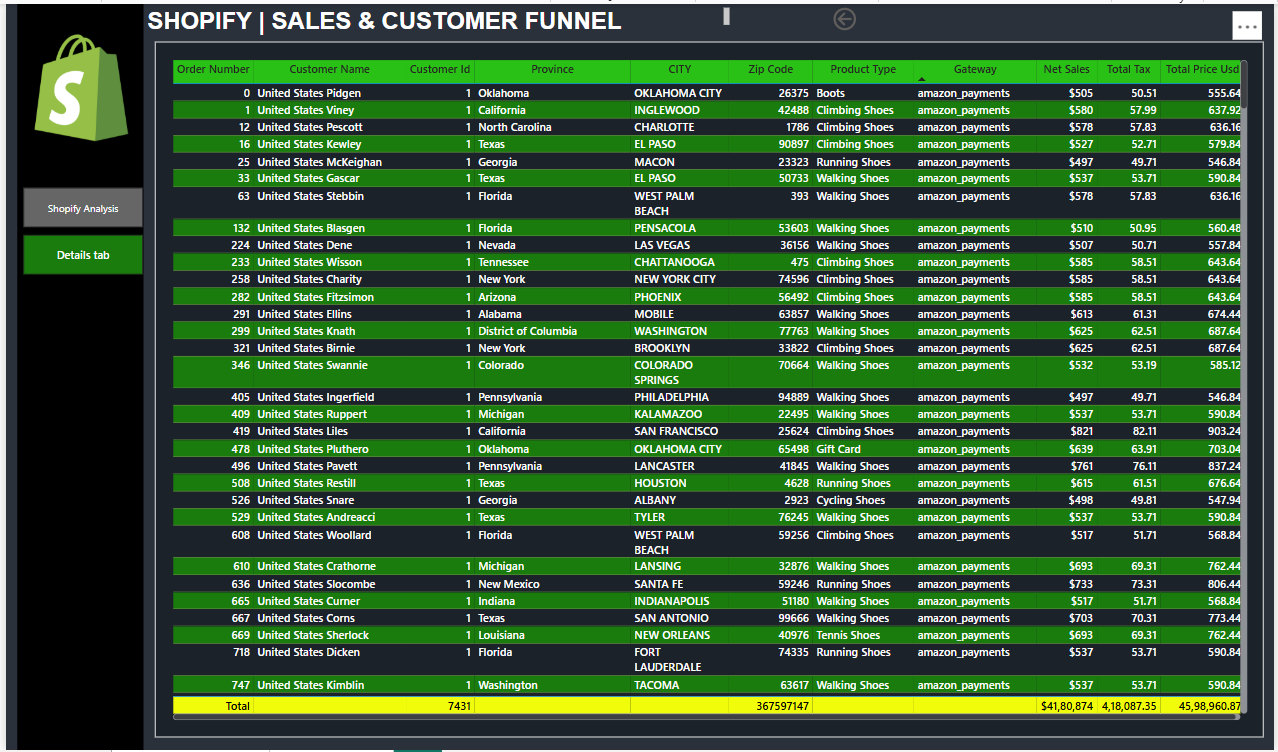 SHOPIFY | SALES & CUSTOMER FUNNEL
Shopify Analysis
Details tab
Order Number Customer Name Customer Id Province CITY Zip Code Product Type Gateway Net Sales Total Tax Total Price Usd
0 United States Pidgen 1 Oklahoma OKLAHOMA CITY 26375 Boots amazon_payments $505 50.51 555.64
1 United States Viney 1 California INGLEWOOD 42488 Climbing Shoes amazon_payments $580 57.99 637.92
12 United States Pescott 1 North Carolina CHARLOTTE 1786 Climbing Shoes amazon_payments $578 57.83 636.16
16 United States Kewley 1 Texas EL PASO 90897 Climbing Shoes amazon_payments $527 52.71 579.84
25 United States McKeighan 1 Georgia MACON 23323 Running Shoes amazon_payments $497 49.71 546.84
33 United States Gascar 1 Texas EL PASO 50733 Walking Shoes amazon_payments $537 53.71 590.84
63 United States Stebbin 1 Florida WEST PALM 393 Walking Shoes amazon_payments $578 57.83 636.16
BEACH
132 United States Blasgen 1 Florida PENSACOLA 53603 Walking Shoes amazon_payments $510 50.95 560.48
224 United States Dene 1 Nevada LAS VEGAS 36156 Walking Shoes amazon_payments $507 50.71 557.84
233 United States Wisson 1 Tennessee CHATTANOOGA 475 Climbing Shoes amazon_payments $585 58.51 643.64
258 United States Charity 1 New York NEW YORK CITY 74596 Climbing Shoes amazon_payments $585 58.51 643.64
282 United States Fitzsimon 1 Arizona PHOENIX 56492 Climbing Shoes amazon_payments $585 58.51 643.64
291 United States Ellins 1 Alabama MOBILE 63857 Walking Shoes amazon_payments $613 61.31 674.44
299 United States Knath 1 District of Columbia WASHINGTON 77763 Walking Shoes amazon_payments $625 62.51 687.64
321 United States Birnie 1 New York BROOKLYN 33822 Climbing Shoes amazon_payments $625 62.51 687.64
346 United States Swannie 1 Colorado COLORADO 70664 Walking Shoes amazon_payments $532 53.19 585.12
SPRINGS
405 United States Ingerfield 1 Pennsylvania PHILADELPHIA 94889 Walking Shoes amazon_payments $497 49.71 546.84
409 United States Ruppert 1 Michigan KALAMAZOO 22495 Walking Shoes amazon_payments $537 53.71 590.84
419 United States Liles 1 California SAN FRANCISCO 25624 Climbing Shoes amazon_payments $821 82.11 903.24
478 United States Pluthero 1 Oklahoma OKLAHOMA CITY 65498 Gift Card amazon_payments $639 63.91 703.04
496 United States Pavett 1 Pennsylvania LANCASTER 41845 Walking Shoes amazon_payments $761 76.11 837.24
508 United States Restill 1 Texas HOUSTON 4628 Running Shoes amazon_payments $615 61.51 676.64
526 United States Snare 1 Georgia ALBANY 2923 Cycling Shoes amazon_payments $498 49.81 547.94
529 United States Andreacci 1 Texas TYLER 76245 Walking Shoes amazon_payments $537 53.71 590.84
608 United States Woollard 1 Florida WEST PALM 59256 Climbing Shoes amazon_payments $517 51.71 568.84
BEACH
610 United States Crathorne 1 Michigan LANSING 32876 Walking Shoes amazon_payments $693 69.31 762.44
636 United States Slocombe 1 New Mexico SANTA FE 59246 Running Shoes amazon_payments $733 73.31 806.44
665 United States Curner 1 Indiana INDIANAPOLIS 51180 Walking Shoes amazon_payments $517 51.71 568.84
667 United States Corns 1 Texas SAN ANTONIO 99666 Walking Shoes amazon_payments $703 70.31 773.44
669 United States Sherlock 1 Louisiana NEW ORLEANS 40976 Tennis Shoes amazon_payments $693 69.31 762.44
718 United States Dicken 1 Florida FORT 74335 Running Shoes amazon_payments $537 53.71 590.84
LAUDERDALE
747 United States Kimblin 1 Washington TACOMA 63617 Walking Shoes amazon_payments $537 53.71 590.84
Total 7431 367597147 $41,80,874 4,18,087.35 45,98,960.87